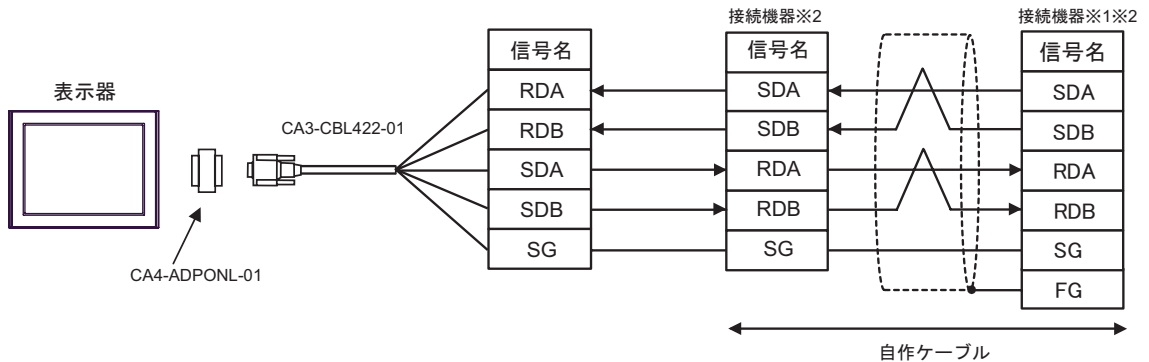 表示器
CA4-ADPONL-01
CA3-CBL422-01
信号名
RDA
RDB
SDA
SDB
SG
接続機器※2
信号名
SDA
SDB
RDA
RDB
SG
接続機器※1※2
信号名
SDA
SDB
RDA
RDB
SG
FG
自作ケーブル